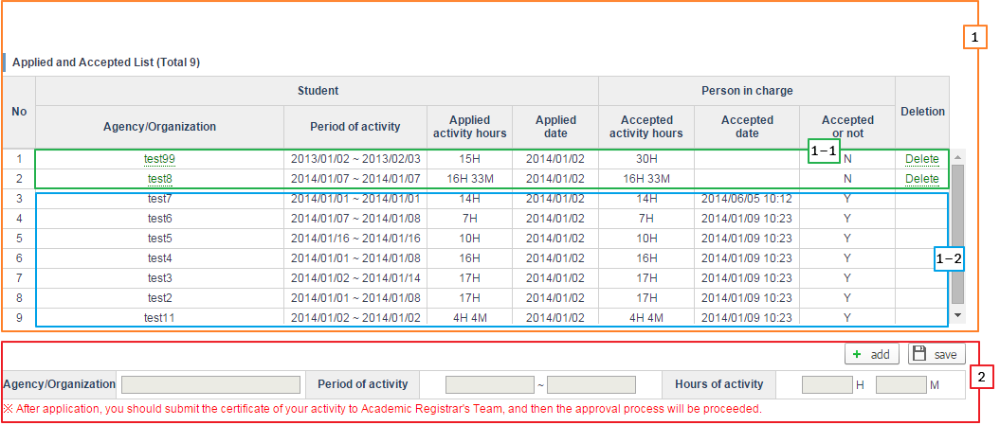 1
Applied and Accepted List (Total 9)
No Student Person in charge Deletion
Agency/Organization Period of activity Applied activity hours Applied date Accepted activity hours Accepted date Accepted or not
1-1
1 test99 2013/01/02 ~ 2013/02/03 15H 2014/01/02 30H N Delete
2 test8 2014/01/07 ~ 2014/01/07 16H 33M 2014/01/02 16H 33M N Delete
3 test7 2014/01/01 ~ 2014/01/01 14H 2014/01/02 14H 2014/06/05 10:12 Y
4 test6 2014/01/07 ~ 2014/01/08 7H 2014/01/02 7H 2014/01/09 10:23 Y
5 test5 2014/01/16 ~ 2014/01/16 10H 2014/01/02 10H 2014/01/09 10:23 Y
1-2
6 test4 2014/01/01 ~ 2014/01/08 16H 2014/01/02 16H 2014/01/09 10:23 Y
7 test3 2014/01/02 ~ 2014/01/14 17H 2014/01/02 17H 2014/01/09 10:23 Y
8 test2 2014/01/01 ~ 2014/01/08 17H 2014/01/02 17H 2014/01/09 10:23 Y
9 test11 2014/01/02 ~ 2014/01/02 4H 4M 2014/01/02 4H 4M 2014/01/09 10:23 Y
+ add save
2
Agency/Organization Period of activity ~ Hours of activity H M
※ After application, you should submit the certificate of your activity to Academic Registrar's Team, and then the approval process will be proceeded.